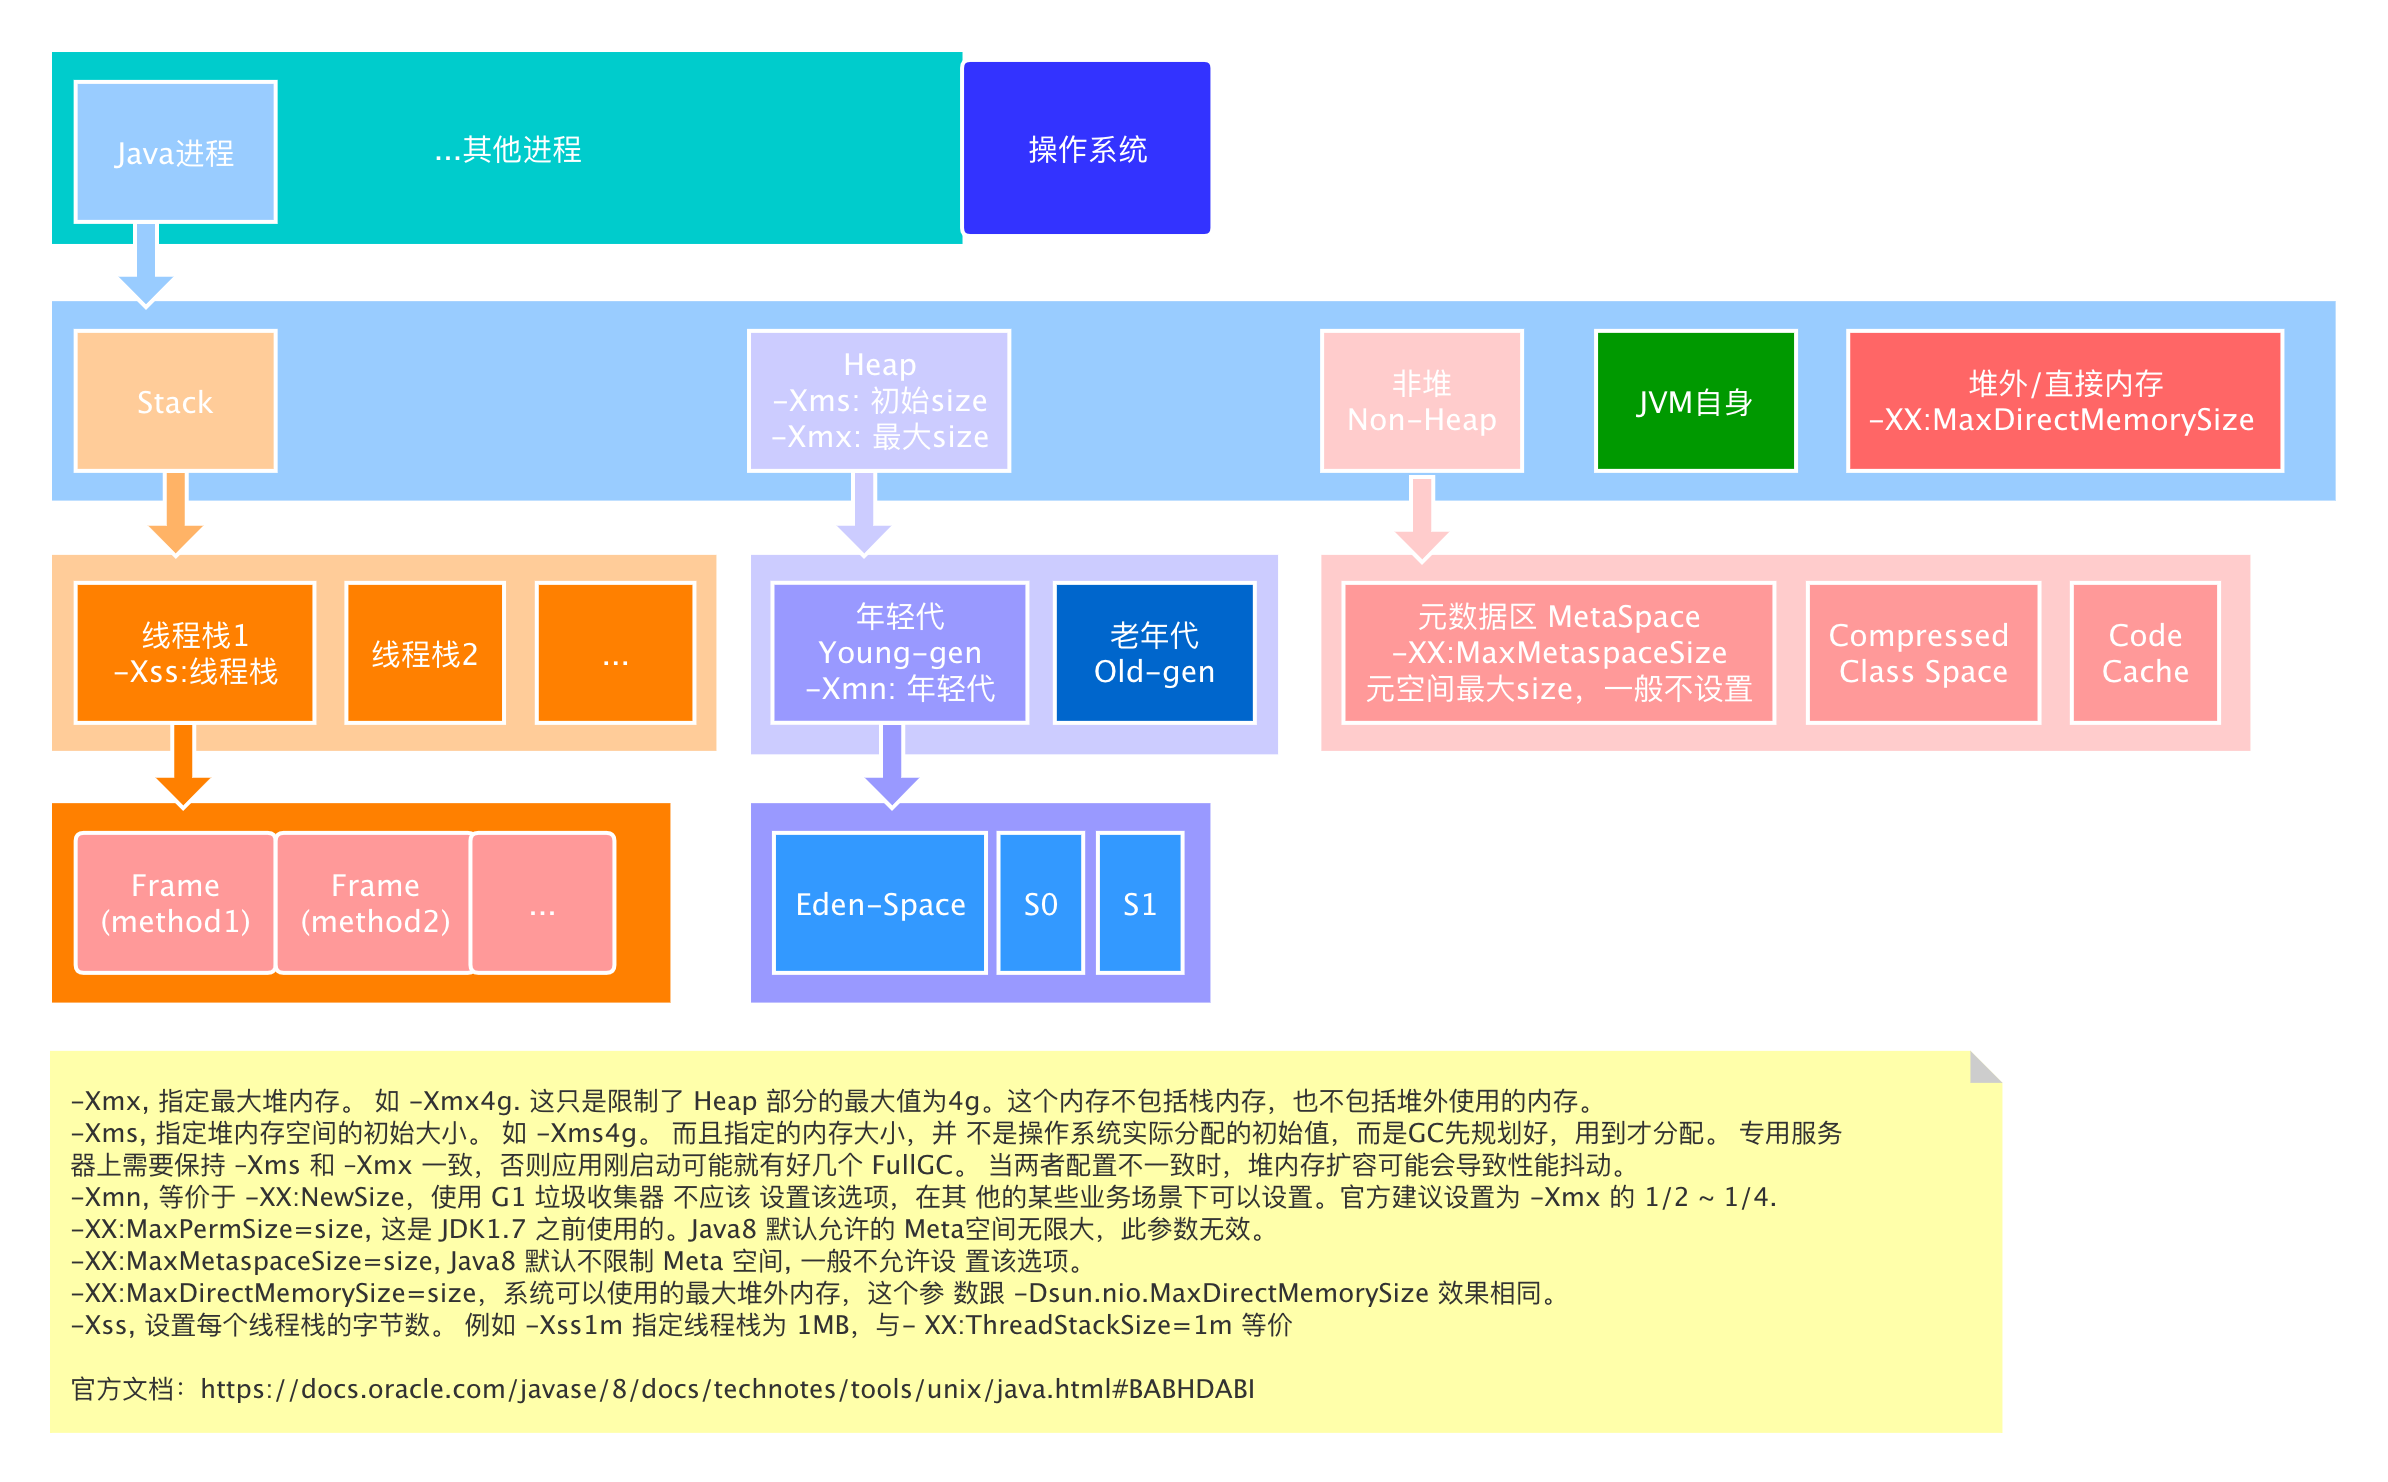 Java进程
...其他进程
操作系统
Stack
Heap
-Xms: 初始size
-Xmx: 最大size
非堆
Non-Heap
JVM自身
堆外/直接内存
-XX:MaxDirectMemorySize
线程栈1
-Xss:线程栈
线程栈2
...
年轻代
Young-gen
-Xmn: 年轻代
老年代
Old-gen
元数据区 MetaSpace
-XX:MaxMetaspaceSize
元空间最大size，一般不设置
Compressed
Class Space
Code
Cache
Frame
(method1)
Frame
(method2)
...
Eden-Space
S0
S1
-Xmx, 指定最大堆内存。 如 -Xmx4g. 这只是限制了 Heap 部分的最大值为4g。这个内存不包括栈内存，也不包括堆外使用的内存。
-Xms, 指定堆内存空间的初始大小。 如 -Xms4g。 而且指定的内存大小，并 不是操作系统实际分配的初始值，而是GC先规划好，用到才分配。 专用服务
器上需要保持 -Xms 和 -Xmx 一致，否则应用刚启动可能就有好几个 FullGC。 当两者配置不一致时，堆内存扩容可能会导致性能抖动。
-Xmn, 等价于 -XX:NewSize，使用 G1 垃圾收集器 不应该 设置该选项，在其 他的某些业务场景下可以设置。官方建议设置为 -Xmx 的 1/2 ~ 1/4.
-XX:MaxPermSize=size, 这是 JDK1.7 之前使用的。Java8 默认允许的 Meta空间无限大，此参数无效。
-XX:MaxMetaspaceSize=size, Java8 默认不限制 Meta 空间, 一般不允许设 置该选项。
-XX:MaxDirectMemorySize=size，系统可以使用的最大堆外内存，这个参 数跟 -Dsun.nio.MaxDirectMemorySize 效果相同。
-Xss, 设置每个线程栈的字节数。 例如 -Xss1m 指定线程栈为 1MB，与- XX:ThreadStackSize=1m 等价
官方文档：https://docs.oracle.com/javase/8/docs/technotes/tools/unix/java.html#BABHDABI